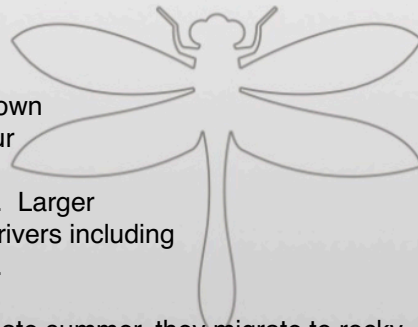 own
ur
. Larger
rivers including
.
ate summer, they migrate to rocky